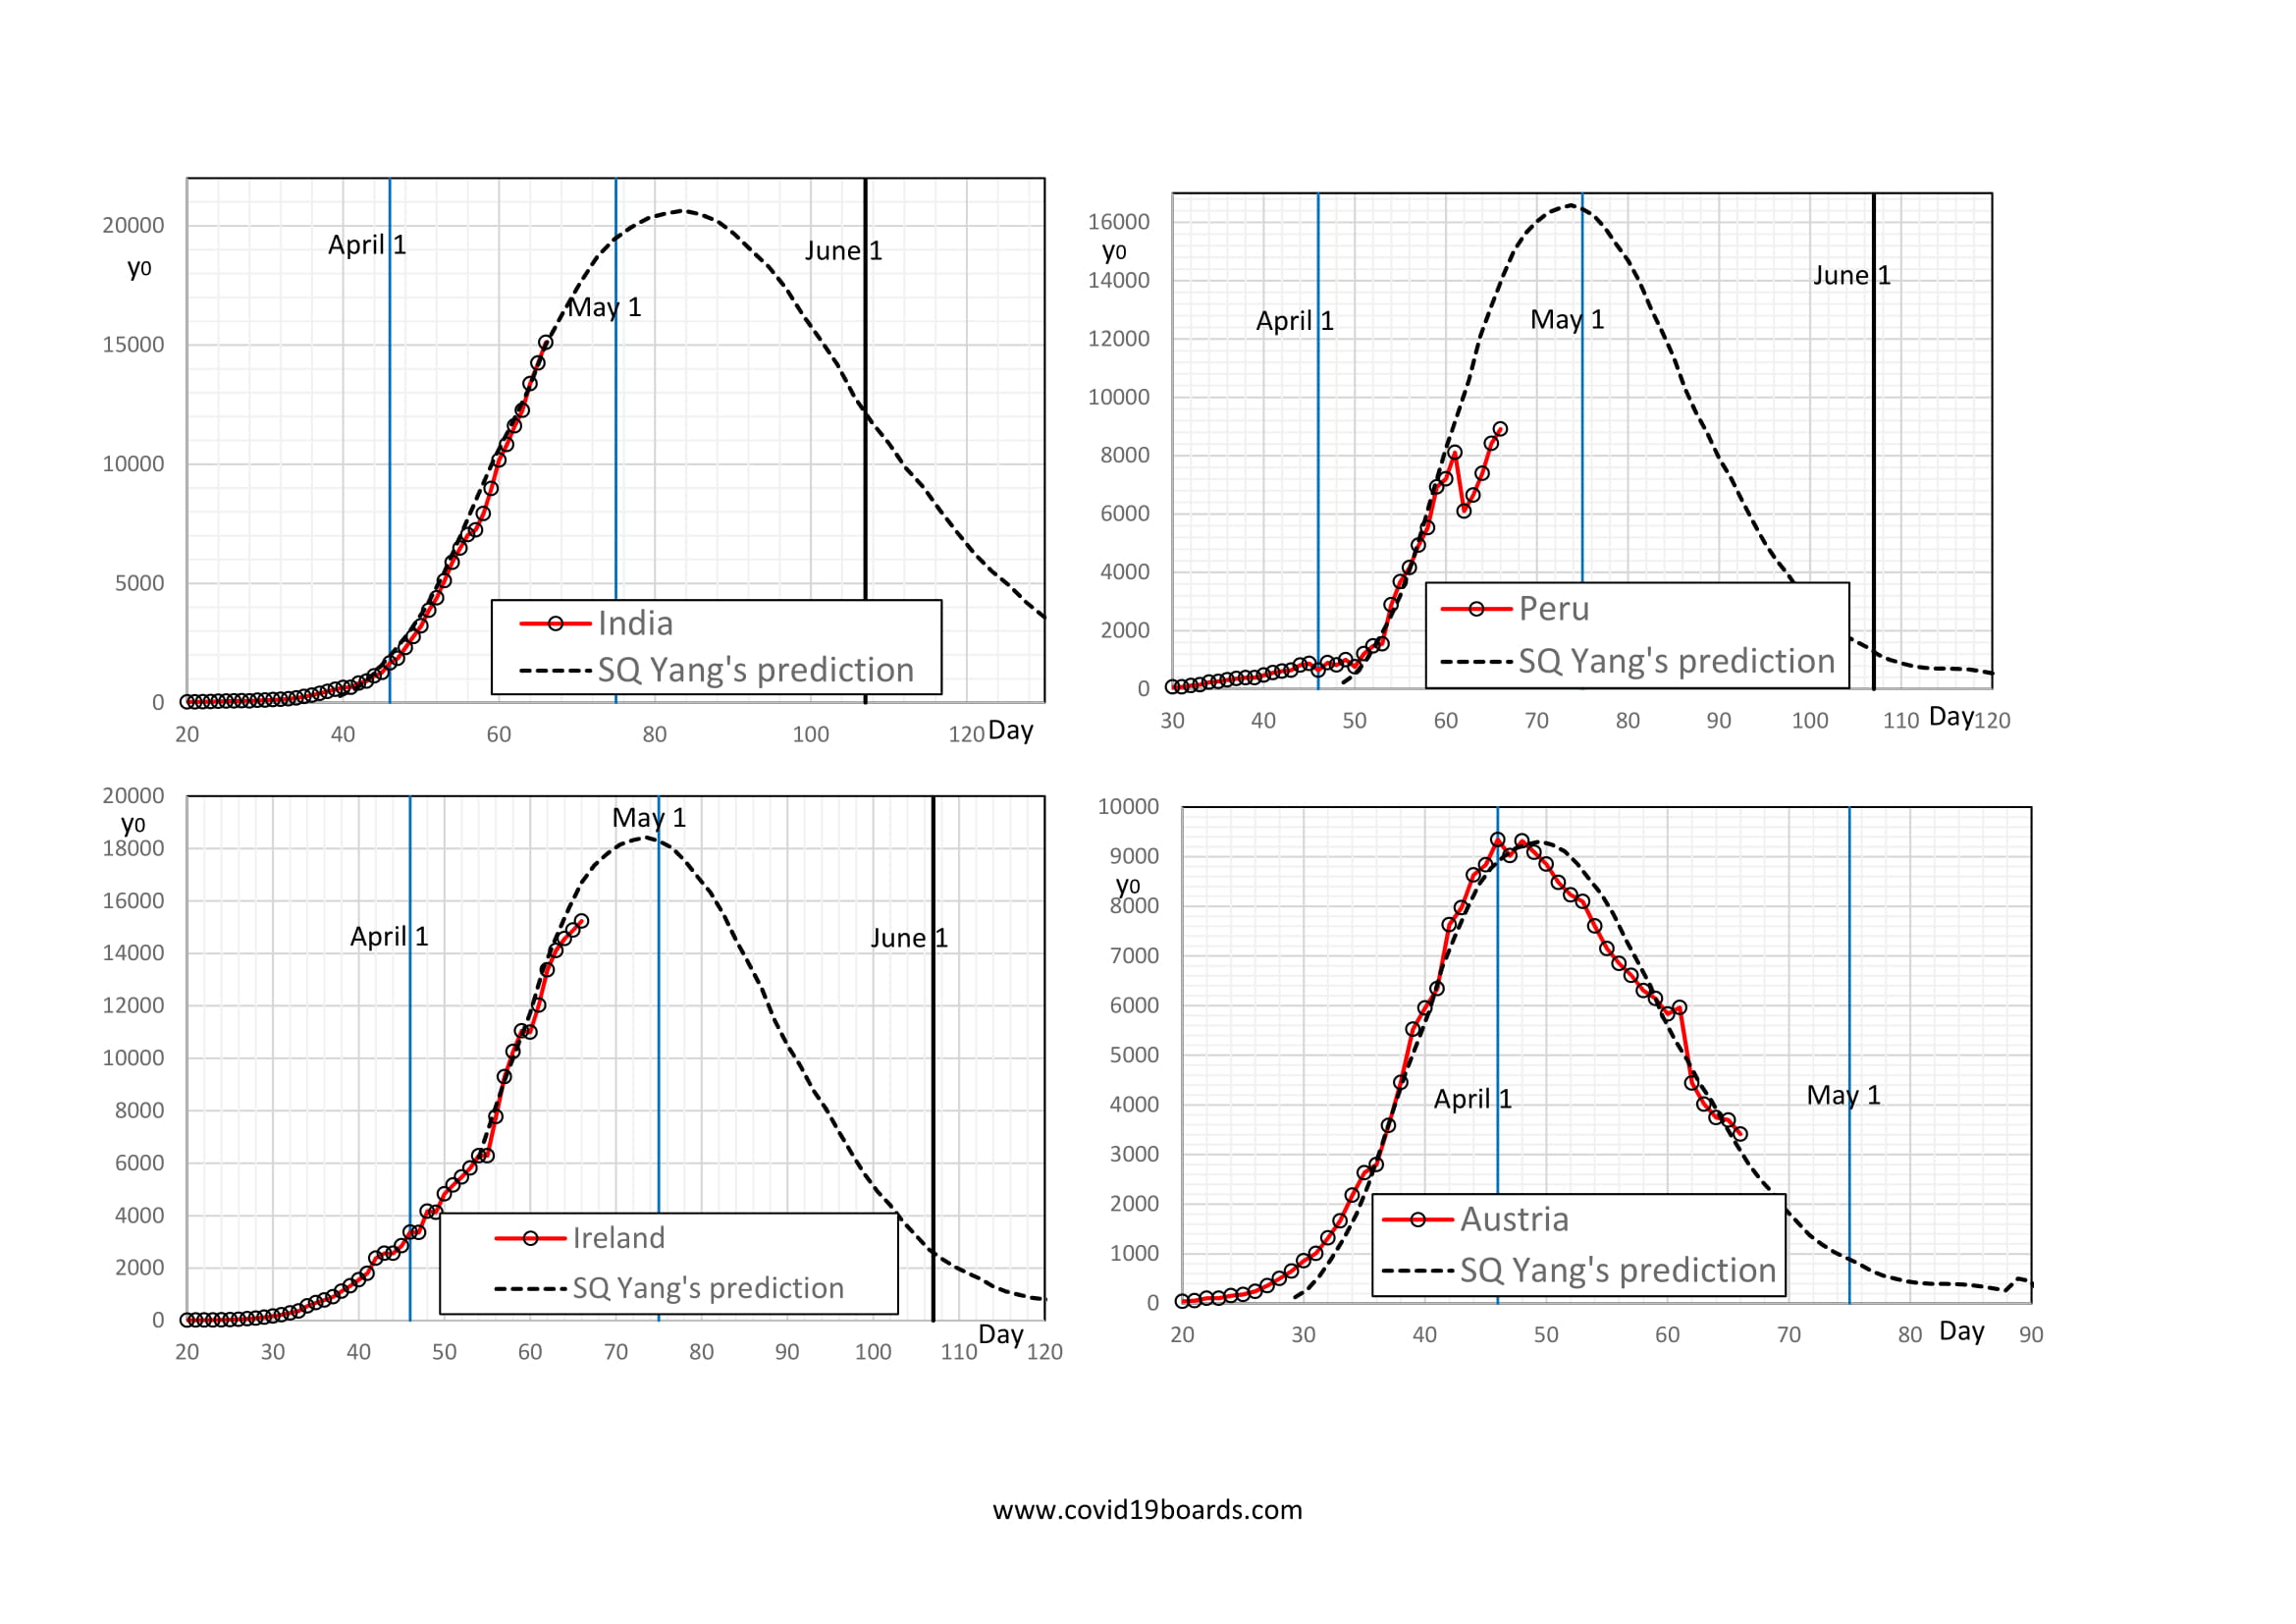 20000
15000
10000
5000
0
y0
April 1
May 1
June 1
India
SQ Yang's prediction
20 40 60 80 100 120 Day
16000
14000
12000
10000
8000
6000
4000
2000
0
y0
April 1
May 1
June 1
Peru
SQ Yang's prediction
30 40 50 60 70 80 90 100 110 Day 120
20000
18000
16000
14000
12000
10000
8000
6000
4000
2000
0
y0
May 1
April 1
June 1
Ireland
SQ Yang's prediction
Day
20 30 40 50 60 70 80 90 100 110 120
10000
9000
8000
7000
6000
5000
4000
3000
2000
1000
0
y0
April 1
May 1
Austria
SQ Yang's prediction
20 30 40 50 60 70 80 Day 90
www.covid19boards.com